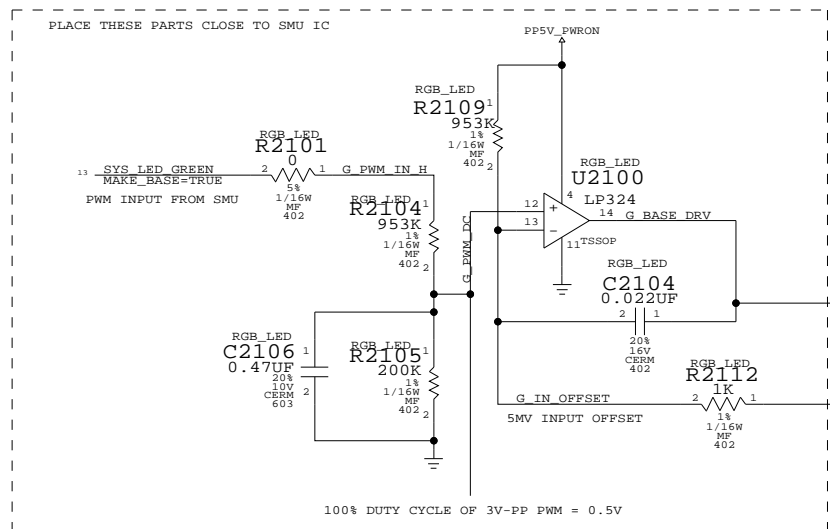 PLACE THESE PARTS CLOSE TO SMU IC
PP5V_PWRON
RGB_LED
R2109
1
953K
1%
1/16W
MF
402
2
RGB_LED
R2101
0
13
SYS_LED_GREEN
MAKE_BASE=TRUE
2
1
5%
1/16W
MF
402
G_PWM_IN_H
PWM INPUT FROM SMU
RGB_LED
U2100
LP324
4
12
13
14
11
TSSOP
+
−
G_BASE_DRV
RGB_LED
R2104
1
953K
1%
1/16W
MF
402
2
G_PWM_DC
RGB_LED
C2104
0.022UF
2
1
20%
16V
CERM
402
RGB_LED
C2106
1
0.47UF
20%
10V
CERM
603
2
RGB_LED
R2105
1
200K
1%
1/16W
MF
402
2
RGB_LED
R2112
1K
G_IN_OFFSET
2
1
5MV INPUT OFFSET
1%
1/16W
MF
402
100% DUTY CYCLE OF 3V-PP PWM = 0.5V